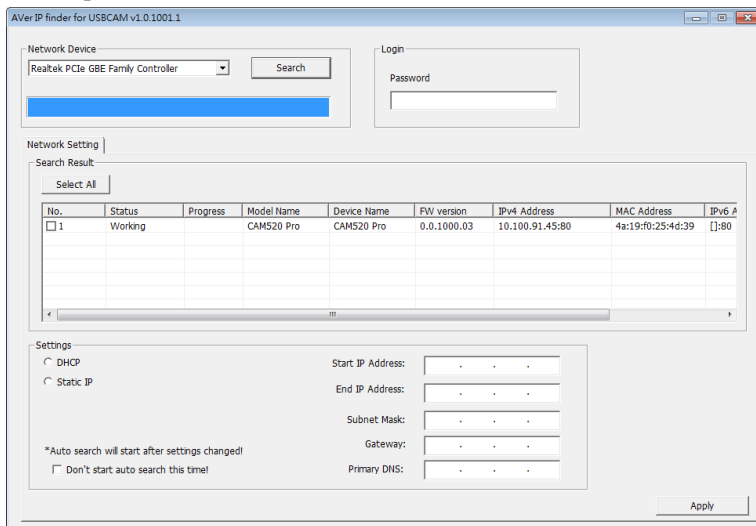 AVer IP finder for USBCAM v1.0.1001.1
Network Device
Realtek PCIe GBE Family Controller
Search
Login
Password
Network Setting
Search Result
Select All
No. Status Progress Model Name Device Name FW version IPv4 Address MAC Address IPv6 A
1 Working CAM520 Pro CAM520 Pro 0.0.1000.03 10.100.91.45:80 4a:19:f0:25:4d:39 []:80
Settings
DHCP
Static IP
*Auto search will start after settings changed!
Don't start auto search this time!
Start IP Address: . . .
End IP Address: . . .
Subnet Mask: . . .
Gateway: . . .
Primary DNS: . . .
Apply